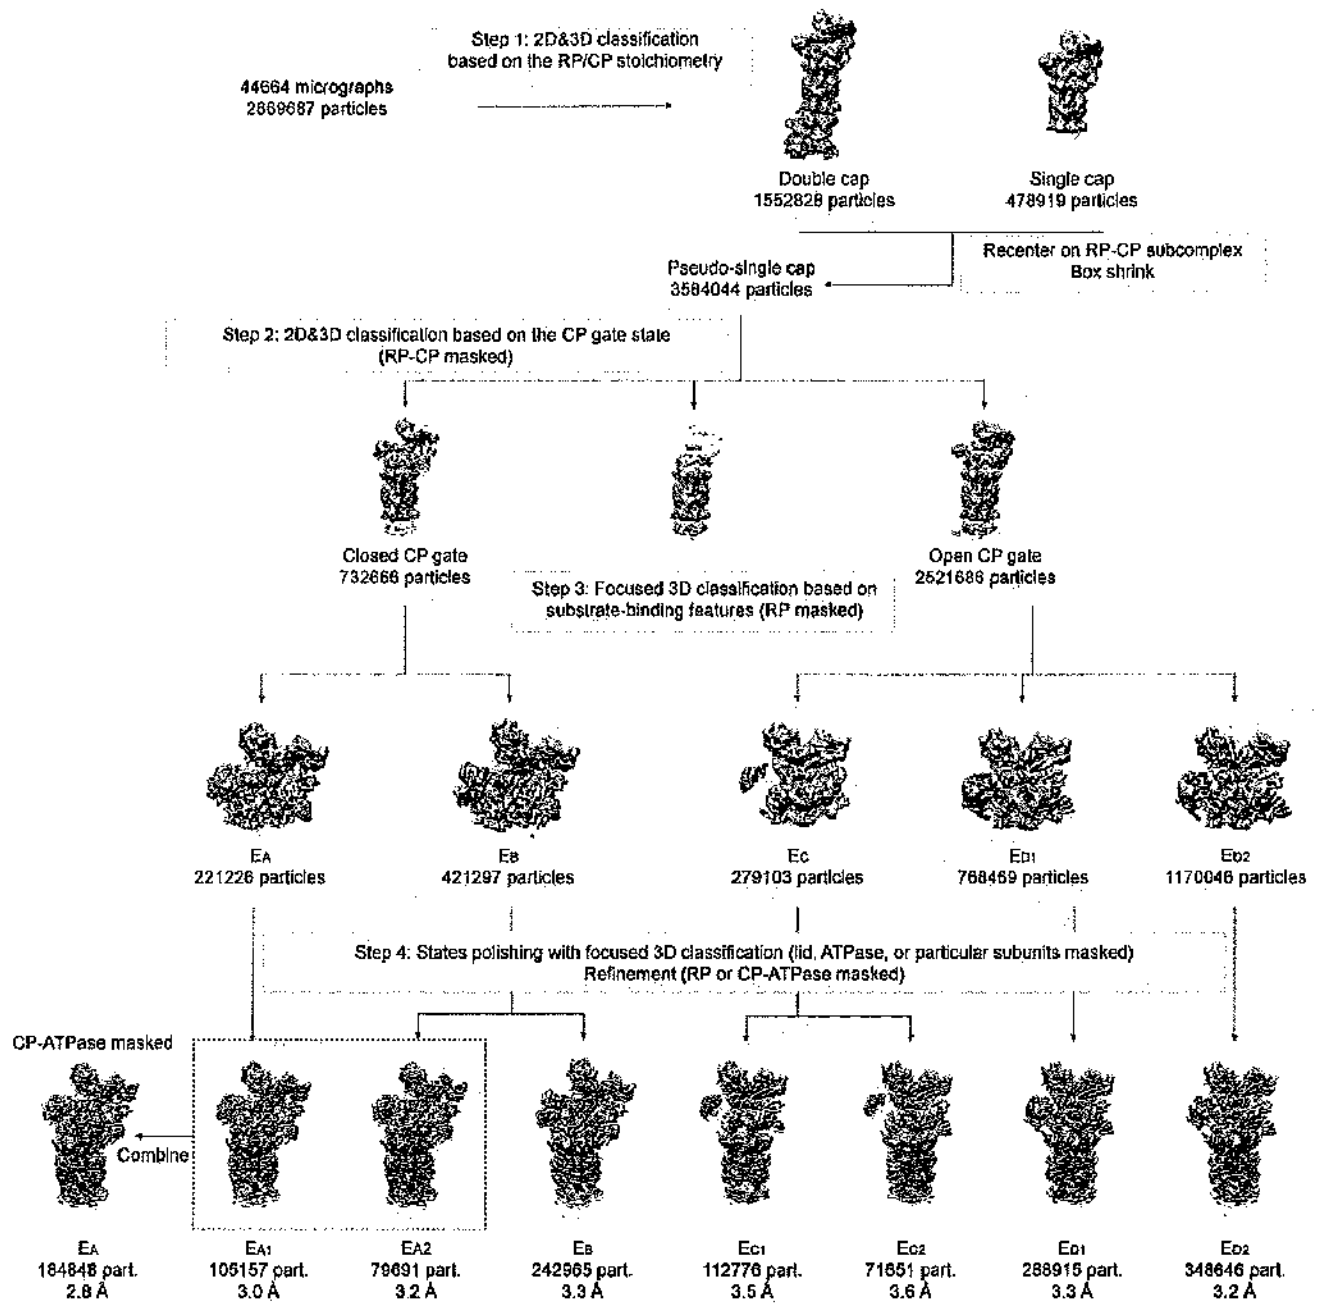 Step 1: 2D&3D classification
based on the RP/CP stoichiometry
44664 micrographs
2869687 particles
Double cap
1552828 particles
Single cap
478919 particles
Recenter on RP-CP subcomplex
Box shrink
Pseudo-single cap
3584044 particles
Step 2: 2D&3D classification based on the CP gate state
(RP-CP masked)
Closed CP gate
732666 particles
Open CP gate
2521686 particles
Step 3: Focused 3D classification based on
substrate-binding features (RP masked)
EA
221226 particles
EB
421297 particles
EC
279103 particles
ED1
768469 particles
ED2
1170046 particles
Step 4: States polishing with focused 3D classification (lid, ATPase, or particular subunits masked)
Refinement (RP or CP-ATPase masked)
CP-ATPase masked
Combine
EA
184848 part.
2.8 Å
EA1
105157 part.
3.0 Å
EA2
79691 part.
3.2 Å
EB
242965 part.
3.3 Å
EC1
112776 part.
3.5 Å
EC2
71651 part.
3.6 Å
ED1
288915 part.
3.3 Å
ED2
348646 part.
3.2 Å